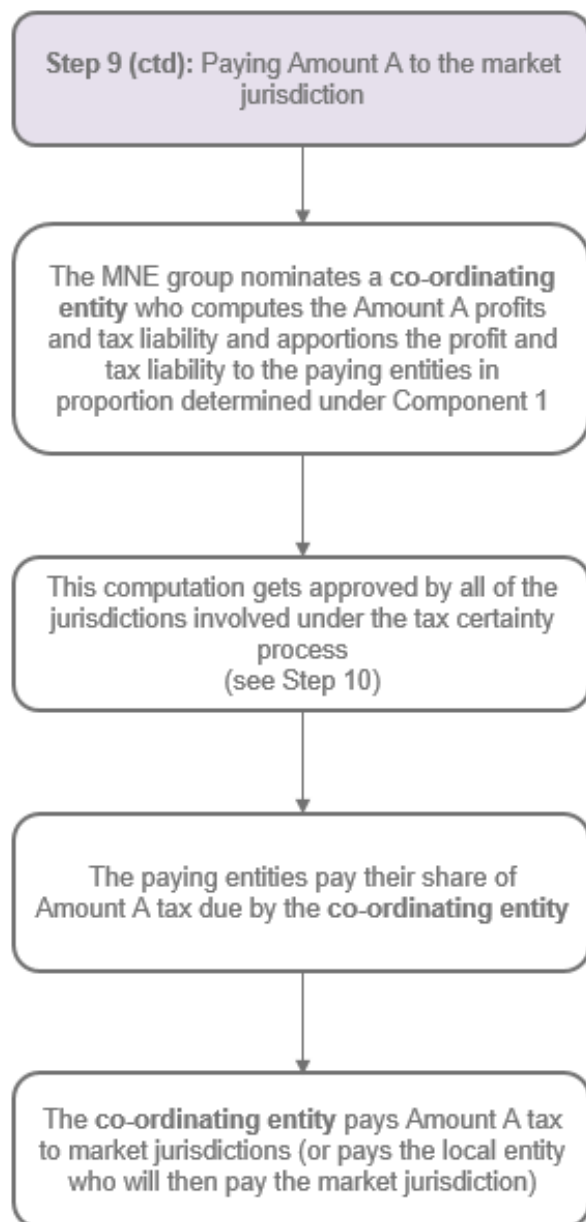 Step 9 (ctd): Paying Amount A to the market
jurisdiction
The MNE group nominates a co-ordinating
entity who computes the Amount A profits
and tax liability and apportions the profit and
tax liability to the paying entities in
proportion determined under Component 1
This computation gets approved by all of the
jurisdictions involved under the tax certainty
process
(see Step 10)
The paying entities pay their share of
Amount A tax due by the co-ordinating entity
The co-ordinating entity pays Amount A tax
to market jurisdictions (or pays the local entity
who will then pay the market jurisdiction)